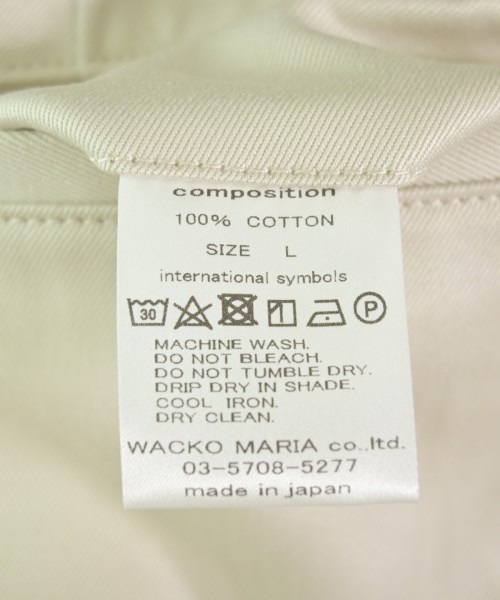 composition
100% COTTON
SIZE L
international symbols
30 P
MACHINE WASH.
DO NOT BLEACH.
DO NOT TUMBLE DRY.
DRIP DRY IN SHADE.
COOL IRON.
DRY CLEAN.
WACKO MARIA co.,ltd.
03-5708-5277
made in japan